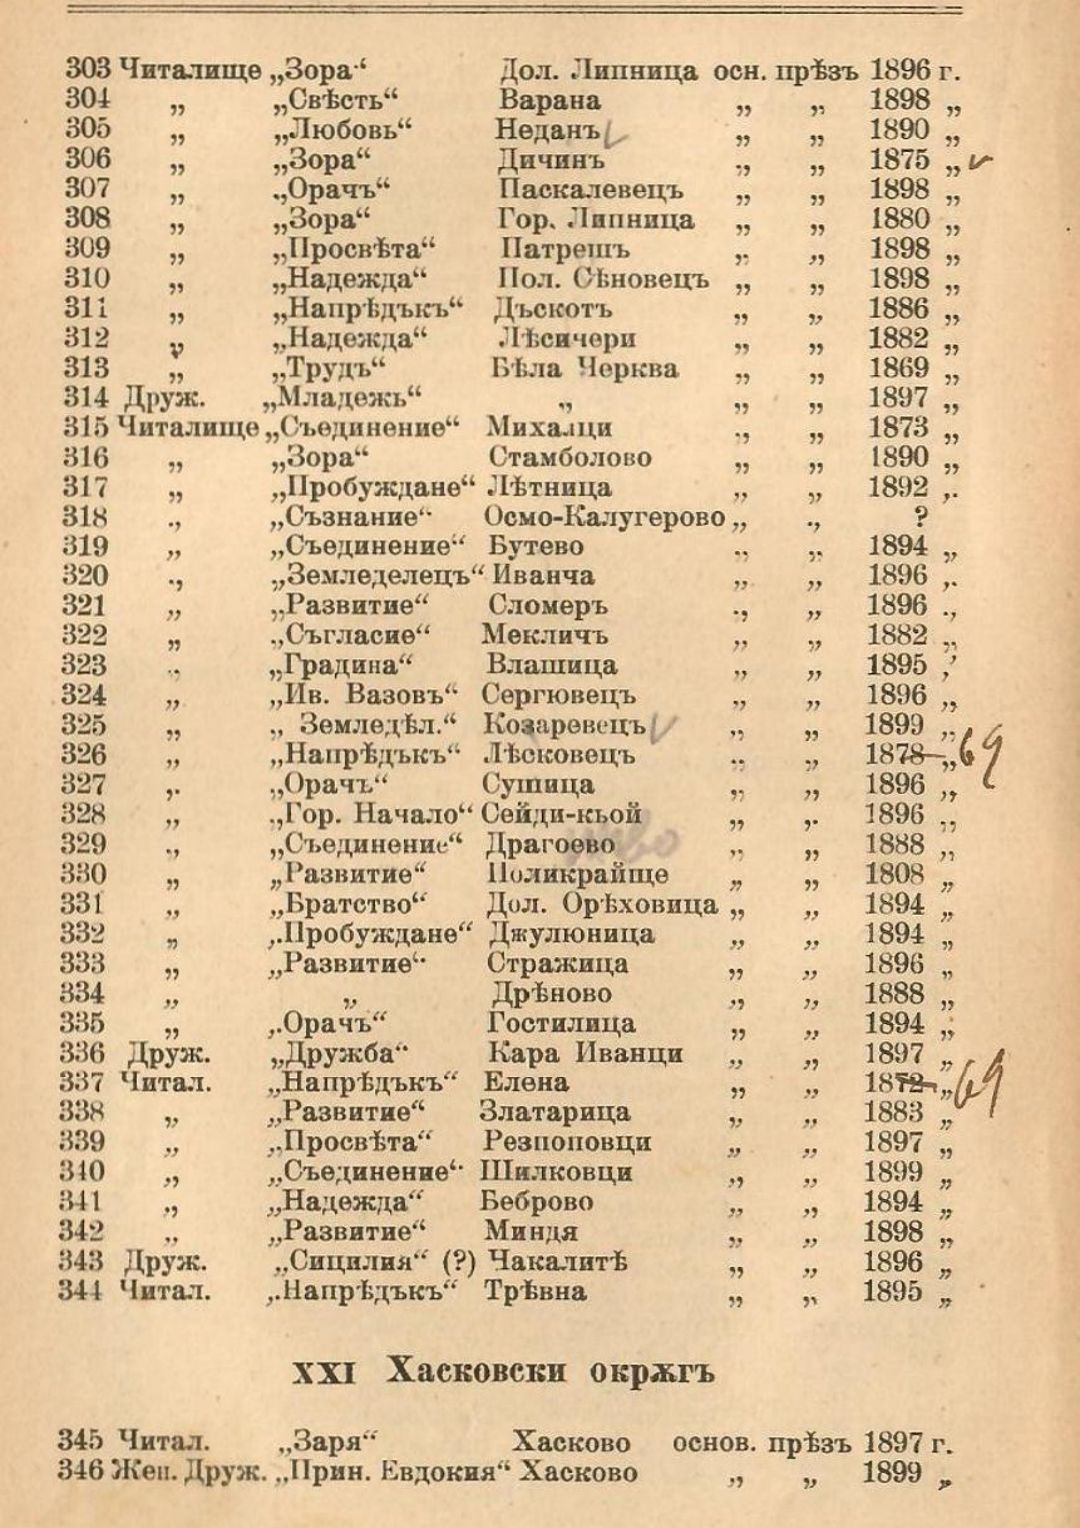 303 Читалище „Зора“ Дол. Липница осн. прѣзъ 1896 г.
304 „ „Свѣсть“ Варана „ „ 1898 „
305 „ „Любовь“ Неданъ „ „ 1890 „
306 „ „Зора“ Дичинъ „ „ 1875 „
307 „ „Орачъ“ Паскалевецъ „ „ 1898 „
308 „ „Зора“ Гор. Липница „ „ 1880 „
309 „ „Просвѣта“ Патрешъ „ „ 1898 „
310 „ „Надежда“ Пол. Сѣновецъ „ „ 1898 „
311 „ „Напрѣдъкъ“ Дъскотъ „ „ 1886 „
312 „ „Надежда“ Лѣсичери „ „ 1882 „
313 „ „Трудъ“ Бѣла Черква „ „ 1869 „
314 Друж. „Младежь“ „ „ „ 1897 „
315 Читалище „Съединение“ Михалци „ „ 1873 „
316 „ „Зора“ Стамболово „ „ 1890 „
317 „ „Пробуждане“ Лѣтница „ „ 1892 „
318 „ „Съзнание“ Осмо-Калугерово „ „ ?
319 „ „Съединение“ Бутево „ „ 1894 „
320 „ „Земледелецъ“ Иванча „ „ 1896 „
321 „ „Развитие“ Сломеръ „ „ 1896 „
322 „ „Съгласие“ Мекличъ „ „ 1882 „
323 „ „Градина“ Влашица „ „ 1895 „
324 „ „Ив. Вазовъ“ Сергювецъ „ „ 1896 „
325 „ „ Земледѣл.“ Козаревецъ „ „ 1899 „
326 „ „Напрѣдъкъ“ Лѣсковецъ „ „ 1878 „ 69
327 „ „Орачъ“ Сушица „ „ 1896 „
328 „ „Гор. Начало“ Сейди-кьой „ „ 1896 „
329 „ „Съединение“ Драгоево „ „ 1888 „
330 „ „Развитие“ Поликрайще „ „ 1808 „
331 „ „Братство“ Дол. Орѣховица „ „ 1894 „
332 „ „Пробуждане“ Джулюница „ „ 1894 „
333 „ „Развитие“ Стражица „ „ 1896 „
334 „ „ Дрѣново „ „ 1888 „
335 „ „Орачъ“ Гостилица „ „ 1894 „
336 Друж. „Дружба“ Кара Иванци „ „ 1897 „
337 Читал. „Напрѣдъкъ“ Елена „ „ 1872 „ 69
338 „ „Развитие“ Златарица „ „ 1883 „
339 „ „Просвѣта“ Резпоповци „ „ 1897 „
340 „ „Съединение“ Шилковци „ „ 1899 „
341 „ „Надежда“ Беброво „ „ 1894 „
342 „ „Развитие“ Миндя „ „ 1898 „
343 Друж. „Сицилия“ (?) Чакалитѣ „ „ 1896 „
344 Читал. „Напрѣдъкъ“ Трѣвна „ „ 1895 „
XXI Хасковски окрѫгъ
345 Читал. „Заря“ Хасково основ. прѣзъ 1897 г.
346 Жен. Друж. „Прин. Евдокия“ Хасково „ „ 1899 „